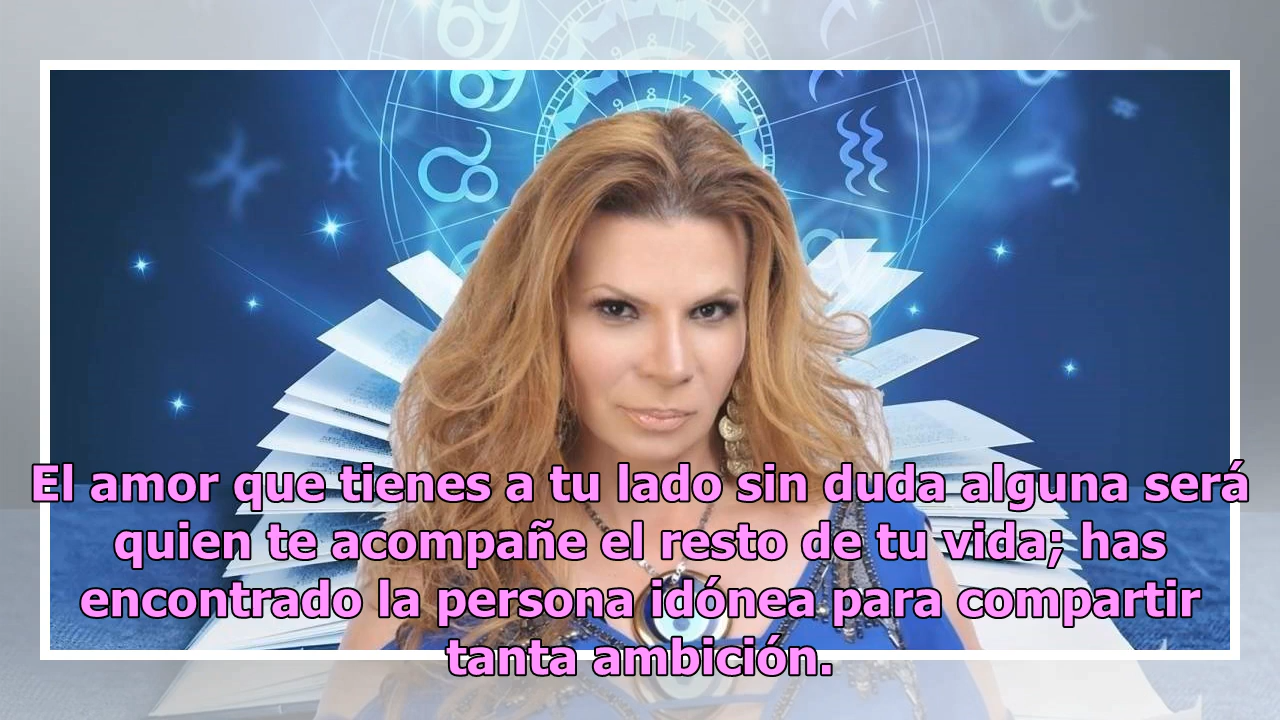 El amor que tienes a tu lado sin duda alguna será
quien te acompañe el resto de tu vida; has
encontrado la persona idónea para compartir
tanta ambición.